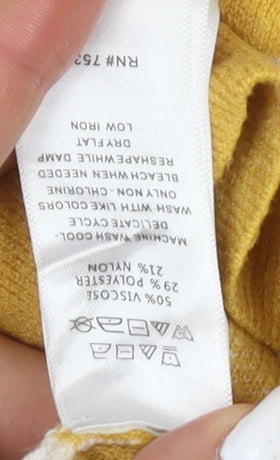 50% VISCOSE
29% POLYESTER
21% NYLON
MACHINE WASH COOL-
DELICATE CYCLE
WASH WITH LIKE COLORS
ONLY NON-CHLORINE
BLEACH WHEN NEEDED
RESHAPE WHILE DAMP
DRY FLAT
LOW IRON
RN# 753